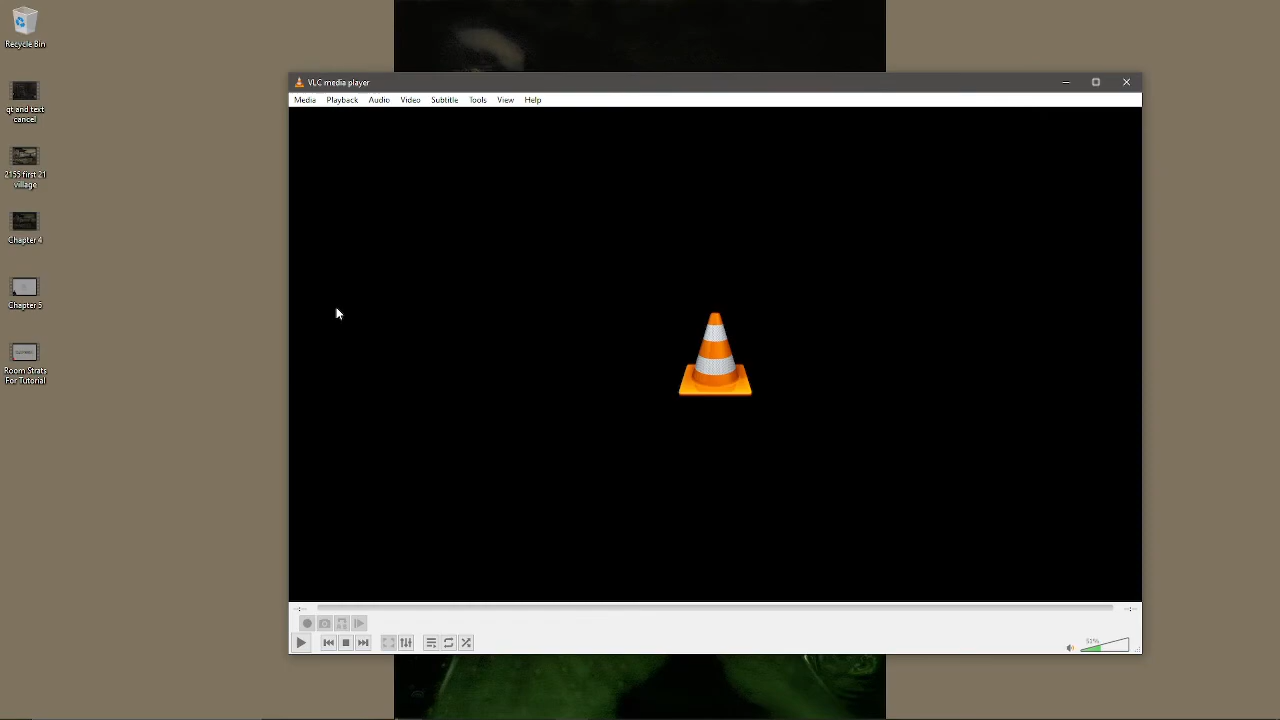 Recycle Bin
qt and text
cancel
2155 first 21
village
Chapter 4
Chapter 5
Room Strats
For Tutorial
VLC media player
Media Playback Audio Video Subtitle Tools View Help
51%